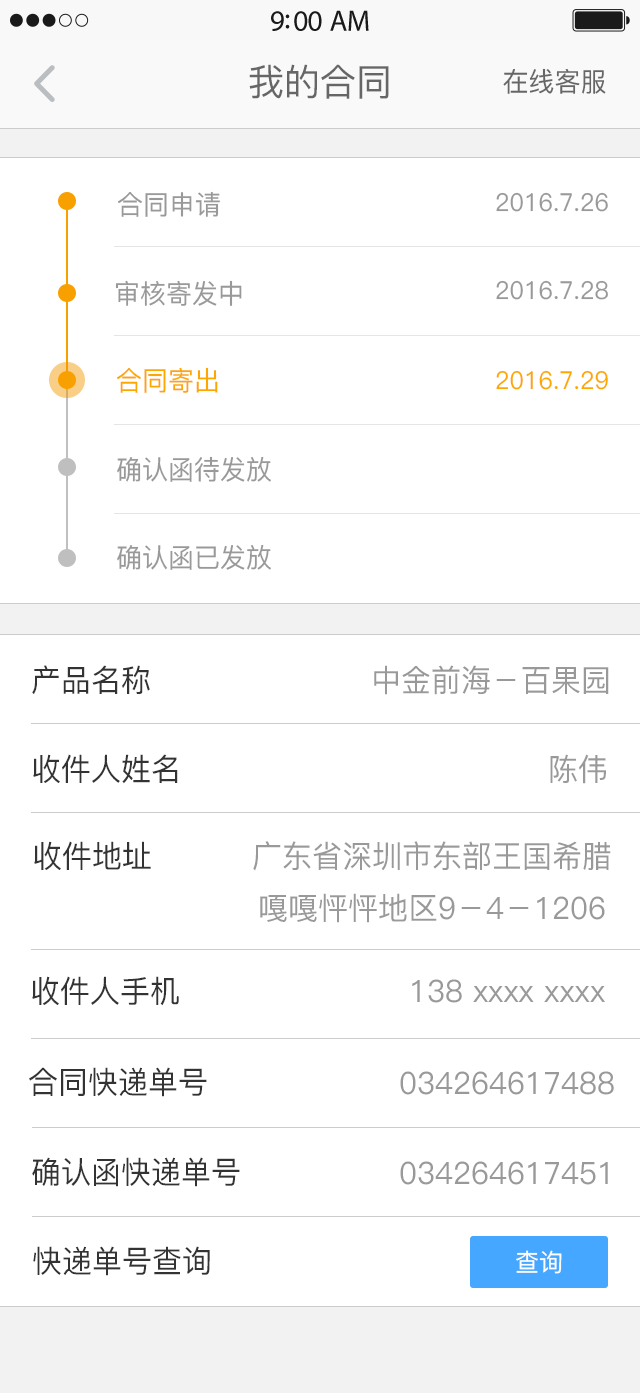 9:00 AM
我的合同
在线客服
合同申请 2016.7.26
审核寄发中 2016.7.28
合同寄出 2016.7.29
确认函待发放
确认函已发放
产品名称 中金前海－百果园
收件人姓名 陈伟
收件地址 广东省深圳市东部王国希腊
嘎嘎怦怦地区9－4－1206
收件人手机 138 xxxx xxxx
合同快递单号 034264617488
确认函快递单号 034264617451
快递单号查询 查询